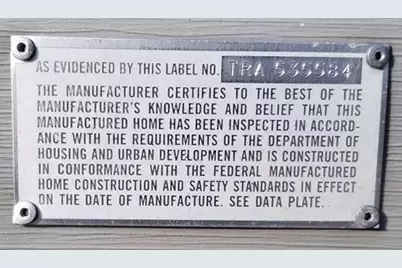 AS EVIDENCED BY THIS LABEL NO. TRA 535584
THE MANUFACTURER CERTIFIES TO THE BEST OF THE
MANUFACTURER'S KNOWLEDGE AND BELIEF THAT THIS
MANUFACTURED HOME HAS BEEN INSPECTED IN ACCORD-
ANCE WITH THE REQUIREMENTS OF THE DEPARTMENT OF
HOUSING AND URBAN DEVELOPMENT AND IS CONSTRUCTED
IN CONFORMANCE WITH THE FEDERAL MANUFACTURED
HOME CONSTRUCTION AND SAFETY STANDARDS IN EFFECT
ON THE DATE OF MANUFACTURE. SEE DATA PLATE.